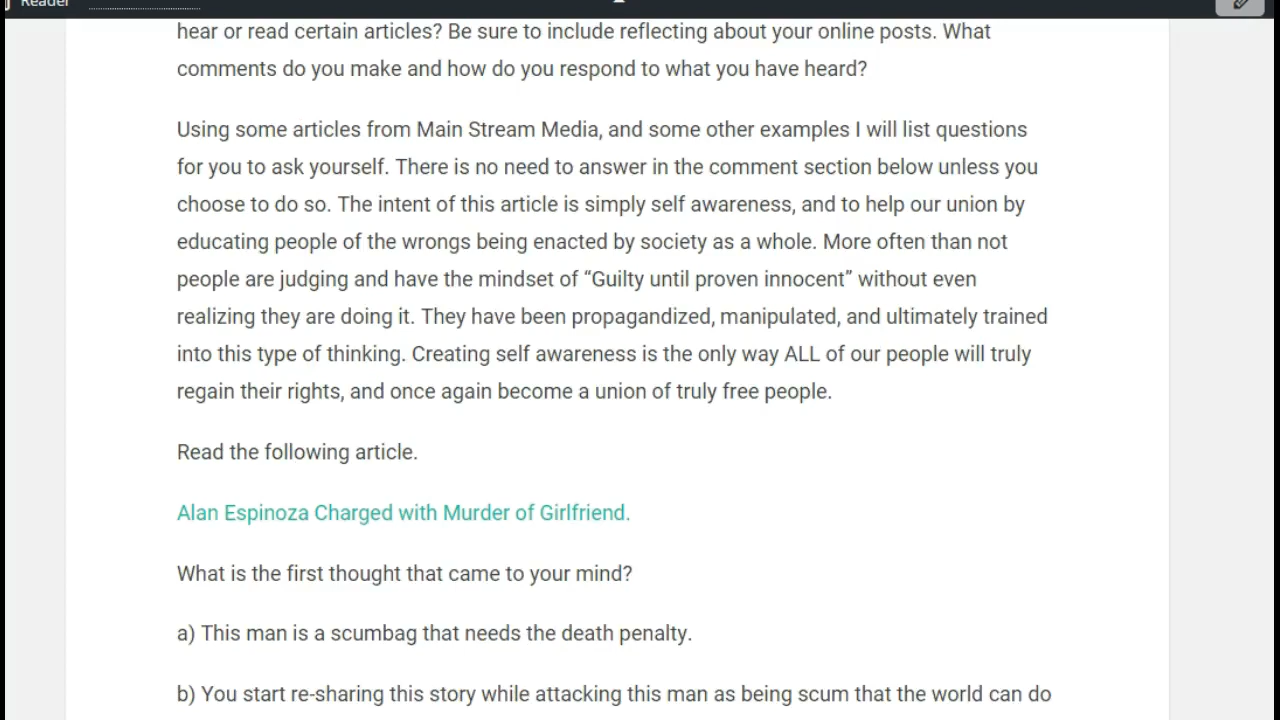 Reader
hear or read certain articles? Be sure to include reflecting about your online posts. What
comments do you make and how do you respond to what you have heard?
Using some articles from Main Stream Media, and some other examples I will list questions
for you to ask yourself. There is no need to answer in the comment section below unless you
choose to do so. The intent of this article is simply self awareness, and to help our union by
educating people of the wrongs being enacted by society as a whole. More often than not
people are judging and have the mindset of “Guilty until proven innocent” without even
realizing they are doing it. They have been propagandized, manipulated, and ultimately trained
into this type of thinking. Creating self awareness is the only way ALL of our people will truly
regain their rights, and once again become a union of truly free people.
Read the following article.
Alan Espinoza Charged with Murder of Girlfriend.
What is the first thought that came to your mind?
a) This man is a scumbag that needs the death penalty.
b) You start re-sharing this story while attacking this man as being scum that the world can do